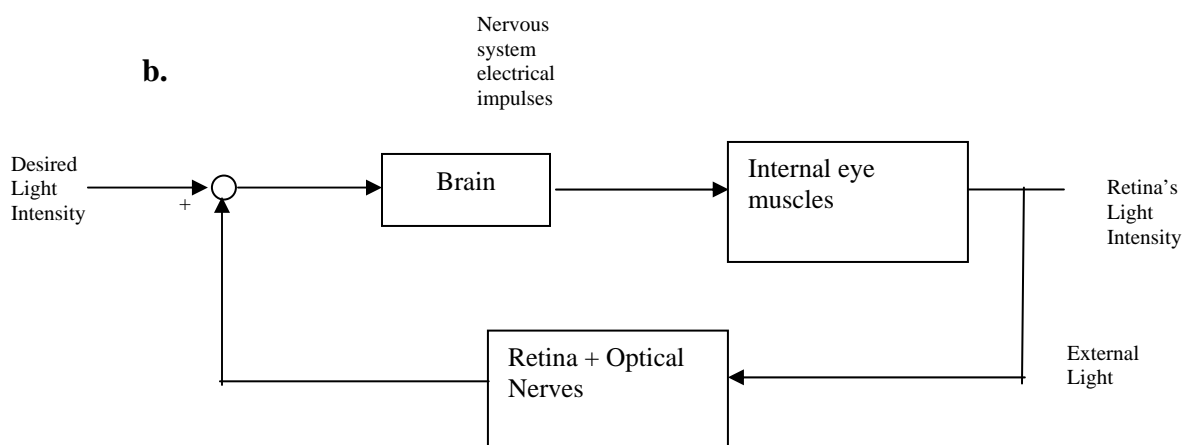 Nervous
system
electrical
impulses
b.
Desired
Light
Intensity
+
Brain
Internal eye
muscles
Retina's
Light
Intensity
Retina + Optical
Nerves
External
Light